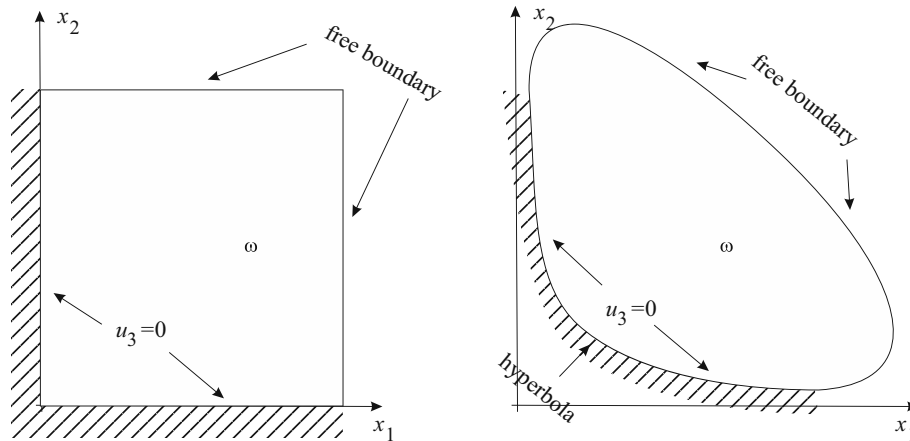 x2
free boundary
ω
u3=0
x1
x2
free boundary
ω
u3=0
hyperbola
x